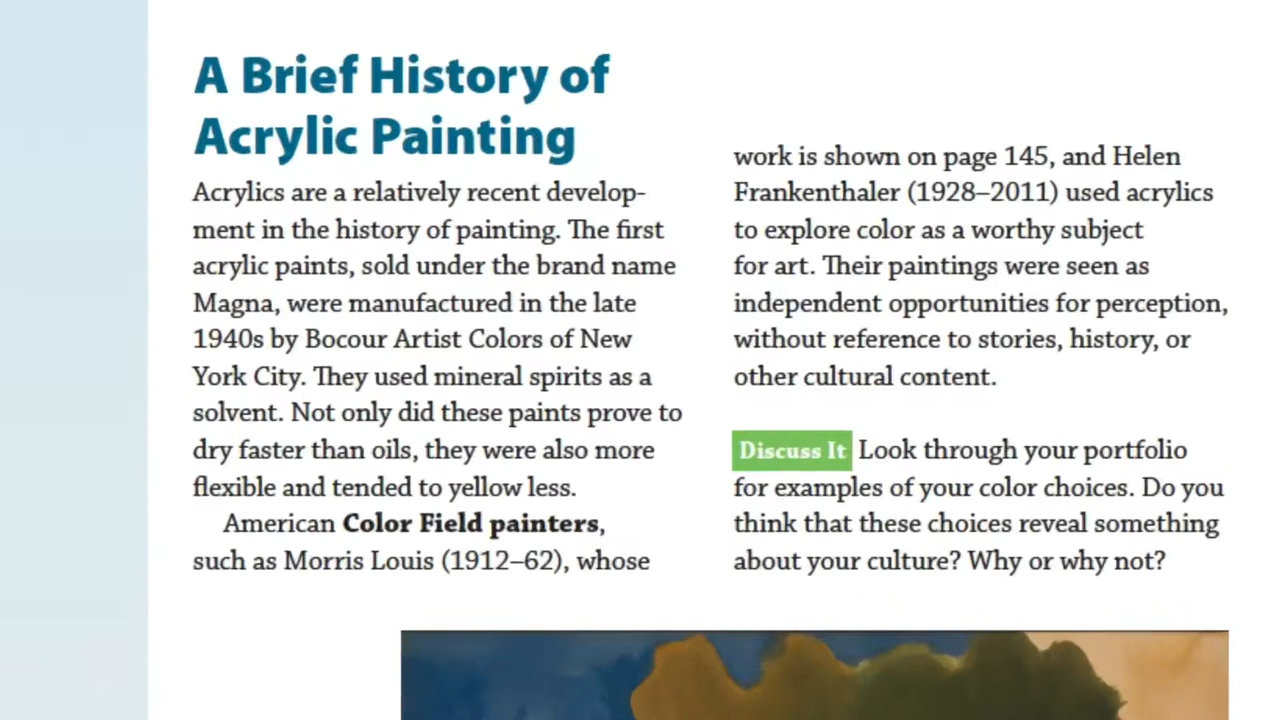 A Brief History of
Acrylic Painting
Acrylics are a relatively recent develop-
ment in the history of painting. The first
acrylic paints, sold under the brand name
Magna, were manufactured in the late
1940s by Bocour Artist Colors of New
York City. They used mineral spirits as a
solvent. Not only did these paints prove to
dry faster than oils, they were also more
flexible and tended to yellow less.
American Color Field painters,
such as Morris Louis (1912–62), whose
work is shown on page 145, and Helen
Frankenthaler (1928–2011) used acrylics
to explore color as a worthy subject
for art. Their paintings were seen as
independent opportunities for perception,
without reference to stories, history, or
other cultural content.
Discuss It Look through your portfolio
for examples of your color choices. Do you
think that these choices reveal something
about your culture? Why or why not?